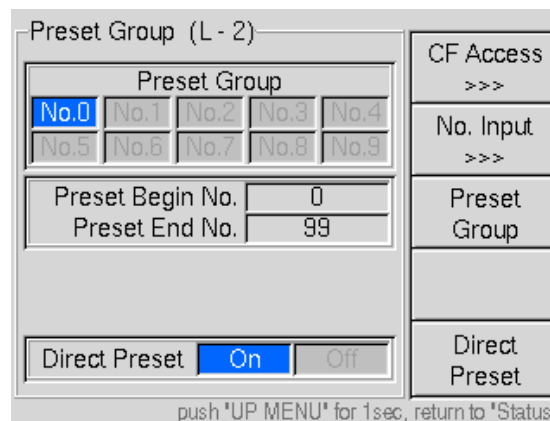 Preset Group (L - 2)
Preset Group
No.0 No.1 No.2 No.3 No.4
No.5 No.6 No.7 No.8 No.9
Preset Begin No. 0
Preset End No. 99
Direct Preset On Off
CF Access
>>>
No. Input
>>>
Preset
Group
Direct
Preset
push "UP MENU" for 1sec, return to "Status